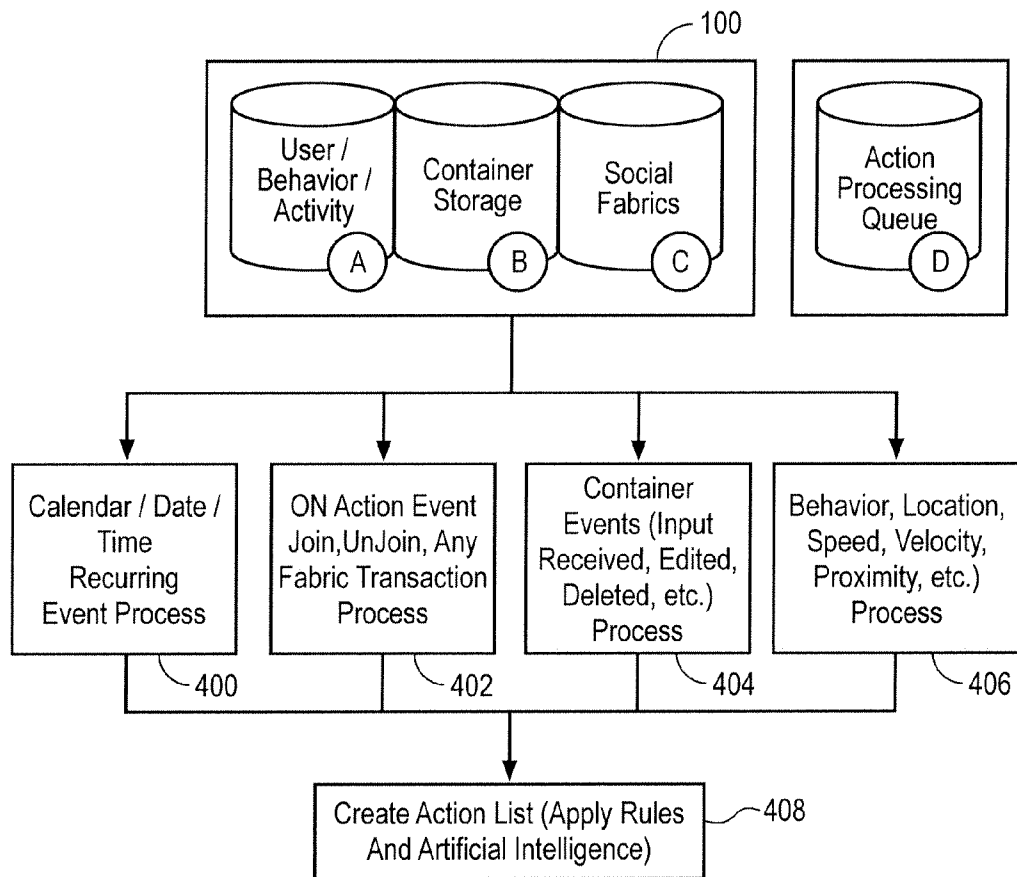 100
User /
Behavior /
Activity
A
Container
Storage
B
Social
Fabrics
C
Action
Processing
Queue
D
Calendar / Date /
Time
Recurring
Event Process
400
ON Action Event
Join,UnJoin, Any
Fabric Transaction
Process
402
Container
Events (Input
Received, Edited,
Deleted, etc.)
Process
404
Behavior, Location,
Speed, Velocity,
Proximity, etc.)
Process
406
Create Action List (Apply Rules
And Artificial Intelligence)
408